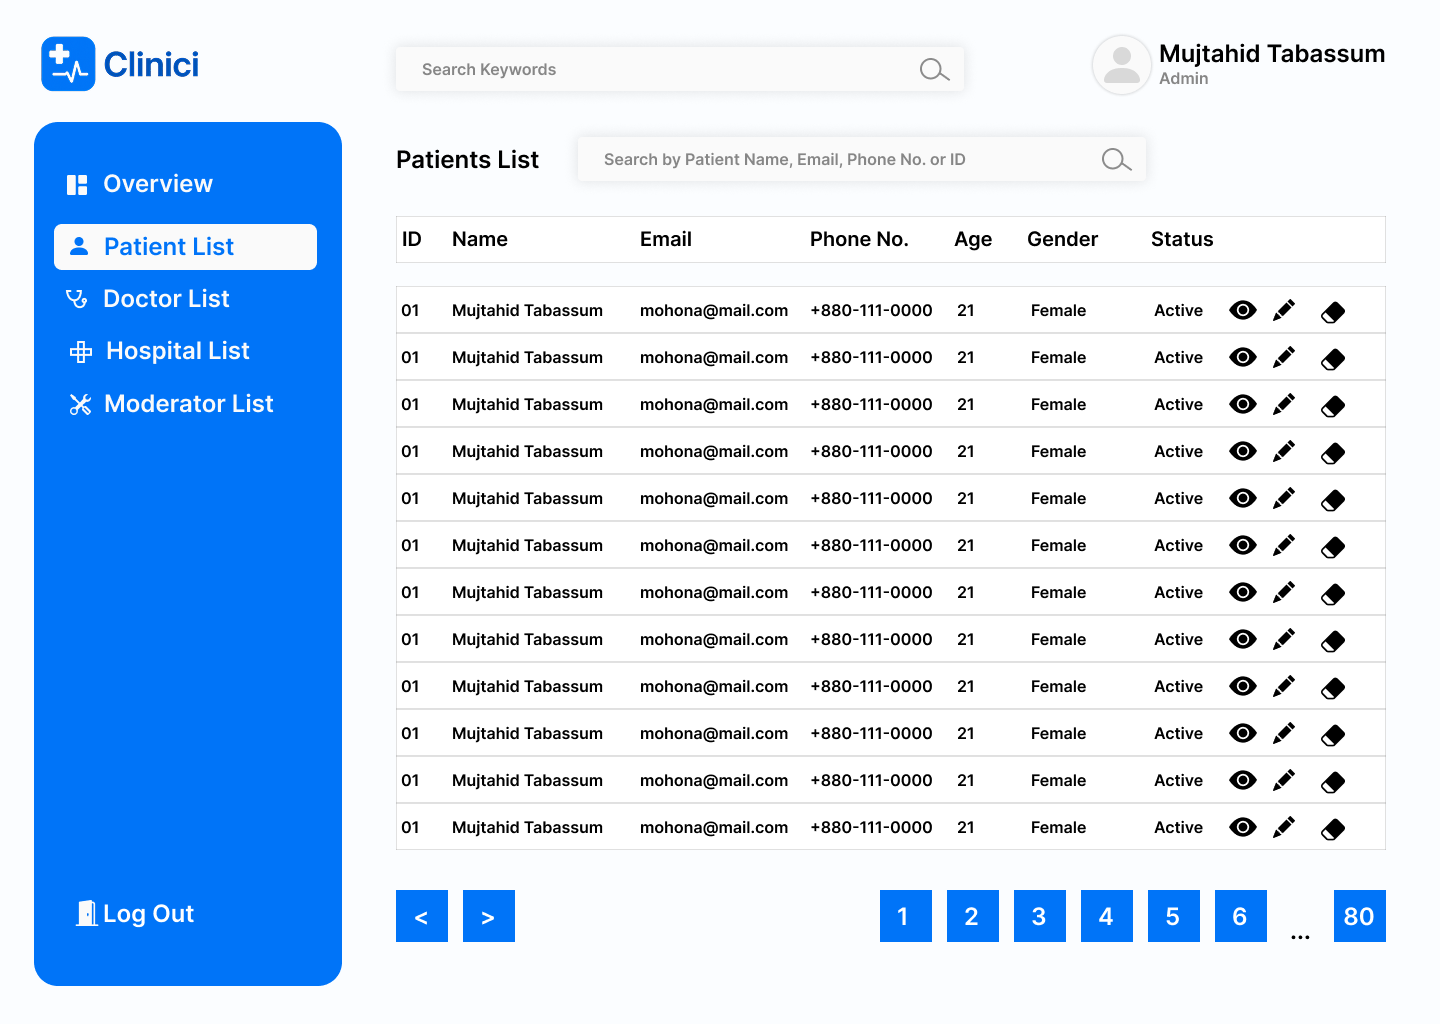 Clinici
Search Keywords
Mujtahid Tabassum
Admin
Overview
Patient List
Doctor List
Hospital List
Moderator List
Log Out
Patients List
Search by Patient Name, Email, Phone No. or ID
ID Name Email Phone No. Age Gender Status
01 Mujtahid Tabassum mohona@mail.com +880-111-0000 21 Female Active
01 Mujtahid Tabassum mohona@mail.com +880-111-0000 21 Female Active
01 Mujtahid Tabassum mohona@mail.com +880-111-0000 21 Female Active
01 Mujtahid Tabassum mohona@mail.com +880-111-0000 21 Female Active
01 Mujtahid Tabassum mohona@mail.com +880-111-0000 21 Female Active
01 Mujtahid Tabassum mohona@mail.com +880-111-0000 21 Female Active
01 Mujtahid Tabassum mohona@mail.com +880-111-0000 21 Female Active
01 Mujtahid Tabassum mohona@mail.com +880-111-0000 21 Female Active
01 Mujtahid Tabassum mohona@mail.com +880-111-0000 21 Female Active
01 Mujtahid Tabassum mohona@mail.com +880-111-0000 21 Female Active
01 Mujtahid Tabassum mohona@mail.com +880-111-0000 21 Female Active
01 Mujtahid Tabassum mohona@mail.com +880-111-0000 21 Female Active
< > 1 2 3 4 5 6 ... 80